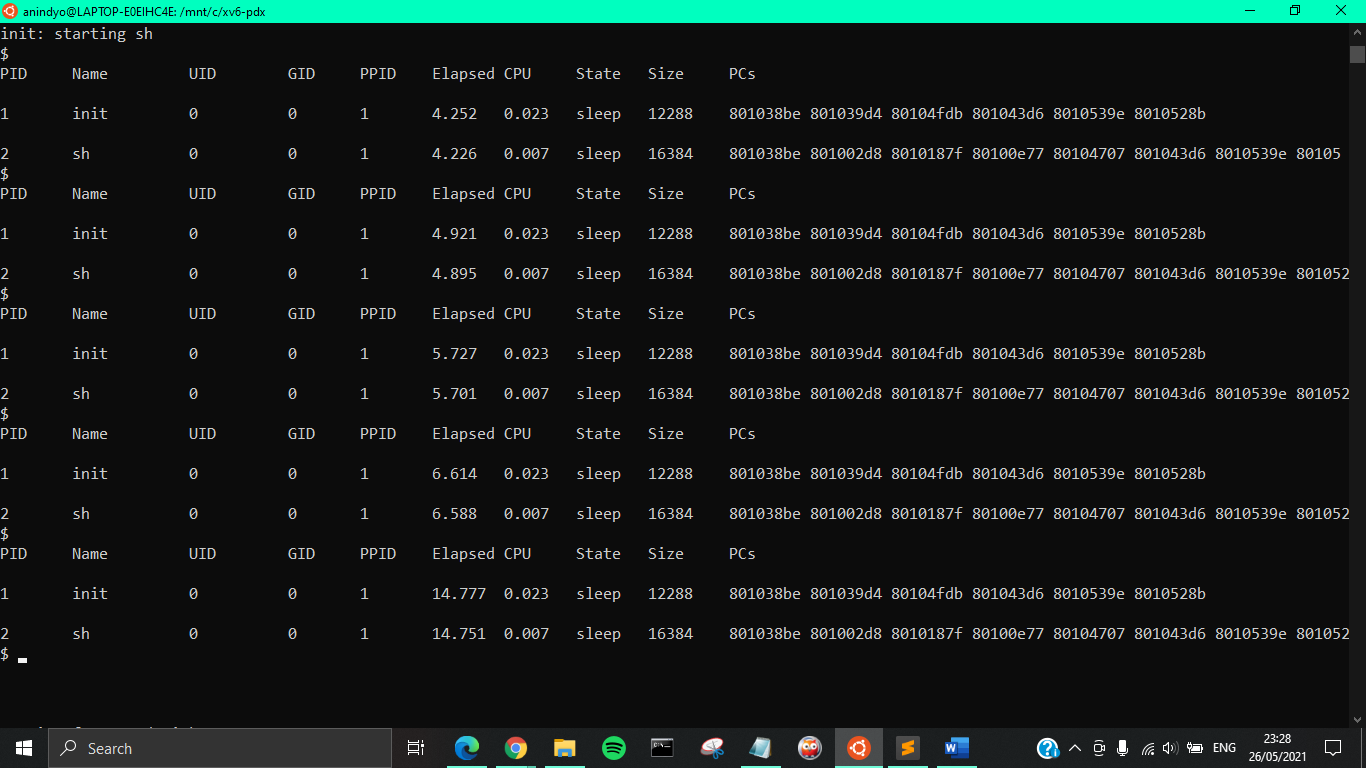 anindyo@LAPTOP-E0EIHC4E: /mnt/c/xv6-pdx
init: starting sh
$
PID Name UID GID PPID Elapsed CPU State Size PCs
1 init 0 0 1 4.252 0.023 sleep 12288 801038be 801039d4 80104fdb 801043d6 8010539e 8010528b
2 sh 0 0 1 4.226 0.007 sleep 16384 801038be 801002d8 8010187f 80100e77 80104707 801043d6 8010539e 80105
$
PID Name UID GID PPID Elapsed CPU State Size PCs
1 init 0 0 1 4.921 0.023 sleep 12288 801038be 801039d4 80104fdb 801043d6 8010539e 8010528b
2 sh 0 0 1 4.895 0.007 sleep 16384 801038be 801002d8 8010187f 80100e77 80104707 801043d6 8010539e 801052
$
PID Name UID GID PPID Elapsed CPU State Size PCs
1 init 0 0 1 5.727 0.023 sleep 12288 801038be 801039d4 80104fdb 801043d6 8010539e 8010528b
2 sh 0 0 1 5.701 0.007 sleep 16384 801038be 801002d8 8010187f 80100e77 80104707 801043d6 8010539e 801052
$
PID Name UID GID PPID Elapsed CPU State Size PCs
1 init 0 0 1 6.614 0.023 sleep 12288 801038be 801039d4 80104fdb 801043d6 8010539e 8010528b
2 sh 0 0 1 6.588 0.007 sleep 16384 801038be 801002d8 8010187f 80100e77 80104707 801043d6 8010539e 801052
$
PID Name UID GID PPID Elapsed CPU State Size PCs
1 init 0 0 1 14.777 0.023 sleep 12288 801038be 801039d4 80104fdb 801043d6 8010539e 8010528b
2 sh 0 0 1 14.751 0.007 sleep 16384 801038be 801002d8 8010187f 80100e77 80104707 801043d6 8010539e 801052
$
Search
ENG
23:28
26/05/2021